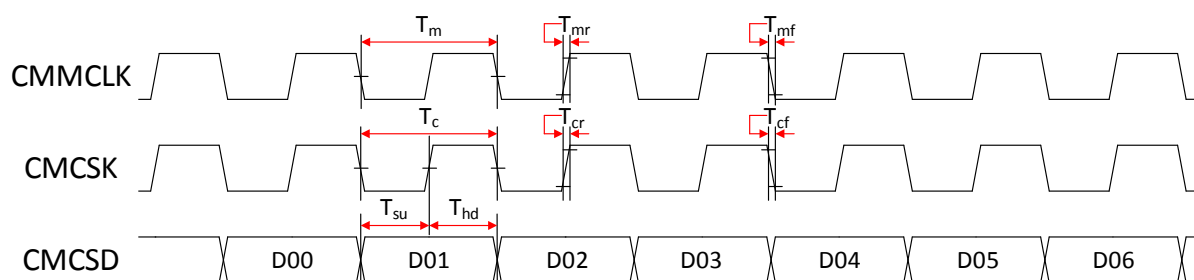 Tm Tmr Tmf
CMMCLK
Tc Tcr Tcf
CMCSK
Tsu Thd
CMCSD D00 D01 D02 D03 D04 D05 D06